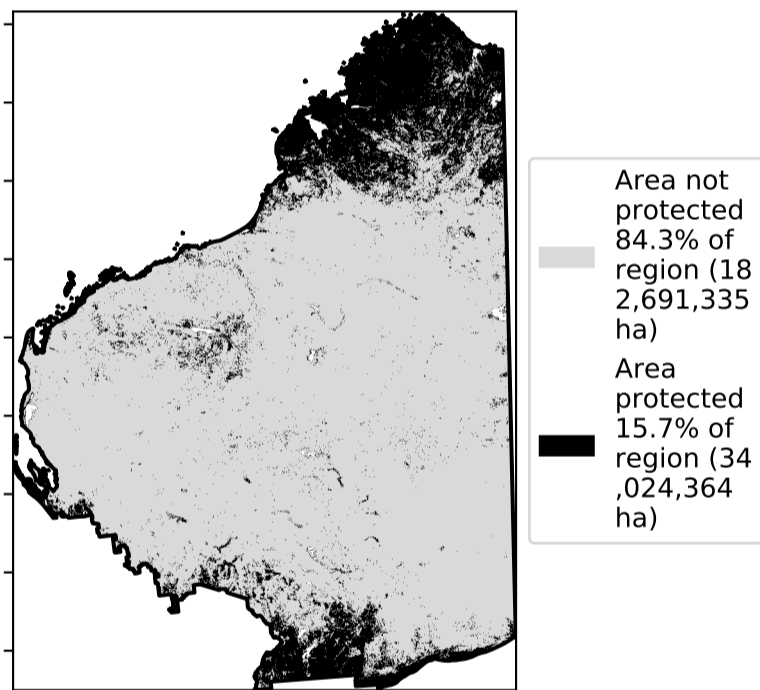 Area not
protected
84.3% of
region (18
2,691,335
ha)
Area
protected
15.7% of
region (34
,024,364
ha)